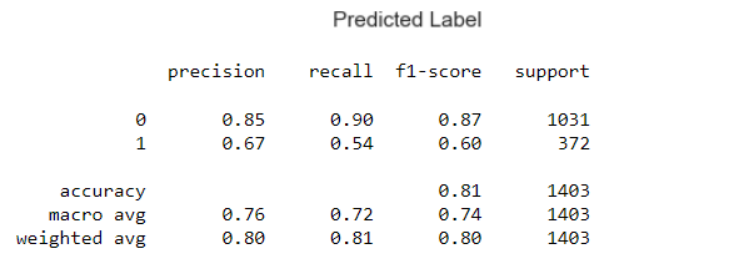 Predicted Label
precision recall f1-score support
0 0.85 0.90 0.87 1031
1 0.67 0.54 0.60 372
accuracy 0.81 1403
macro avg 0.76 0.72 0.74 1403
weighted avg 0.80 0.81 0.80 1403